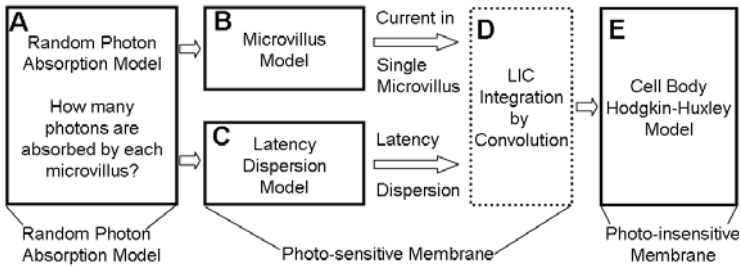 A
Random Photon
Absorption Model
How many
photons are
absorbed by each
microvillus?
B
Microvillus
Model
Current in
Single
Microvillus
C
Latency
Dispersion
Model
Latency
Dispersion
D
LIC
Integration
by
Convolution
E
Cell Body
Hodgkin-Huxley
Model
Random Photon
Absorption Model
Photo-sensitive Membrane
Photo-insensitive
Membrane